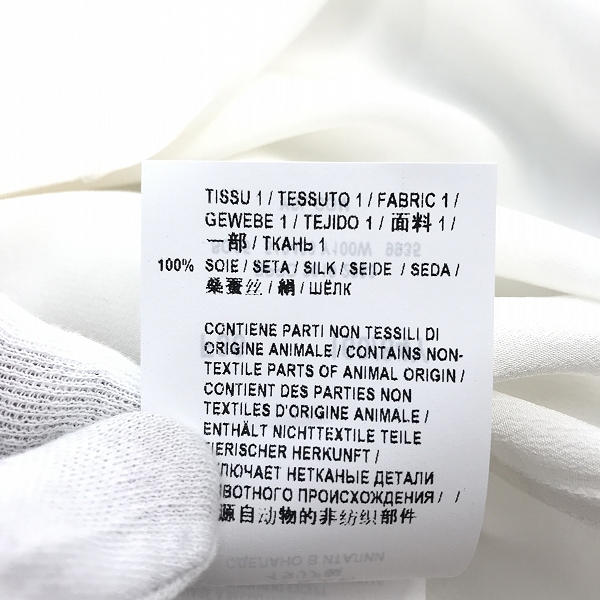 TISSU 1 / TESSUTO 1 / FABRIC 1 /
GEWEBE 1 / TEJIDO 1 / 面料 1 /
一部 / ТКАНЬ 1
100% SOIE / SETA / SILK / SEIDE / SEDA /
桑蚕丝 / 絹 / ШЁЛК
CONTIENE PARTI NON TESSILI DI
ORIGINE ANIMALE / CONTAINS NON-
TEXTILE PARTS OF ANIMAL ORIGIN /
CONTIENT DES PARTIES NON
TEXTILES D'ORIGINE ANIMALE /
ENTHÄLT NICHTTEXTILE TEILE
TIERISCHER HERKUNFT /
ВКЛЮЧАЕТ НЕТКАНЫЕ ДЕТАЛИ
ЖИВОТНОГО ПРОИСХОЖДЕНИЯ / /
源自动物的非纺织部件
СДЕЛАНО В ИТАЛИИ